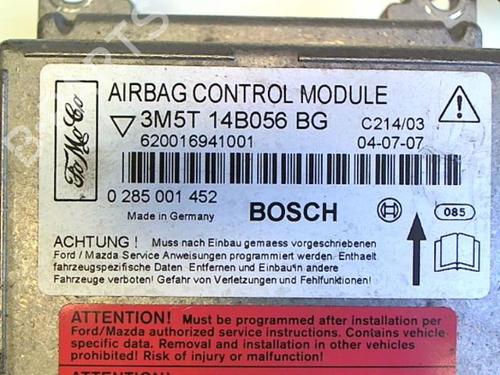 FoMoCo
AIRBAG CONTROL MODULE
3M5T 14B056 BG
C214/03
620016941001
04-07-07
0 285 001 452
Made in Germany
BOSCH
085
ACHTUNG ! Muss nach Einbau gemaess vorgeschriebenen
Ford / Mazda Service Anweisungen programmiert werden. Enthaelt
fahrzeugspezifische Daten. Entfernen und Einbau in andere
Fahrzeuge verboten! Gefahr von Verletzungen und Fehlfunktionen!
ATTENTION! Must be programmed after installation per
Ford/Mazda authorized service instructions. Contains vehicle
specific data. Removal and installation in other vehicles
prohibited! Risk of injury or malfunction!